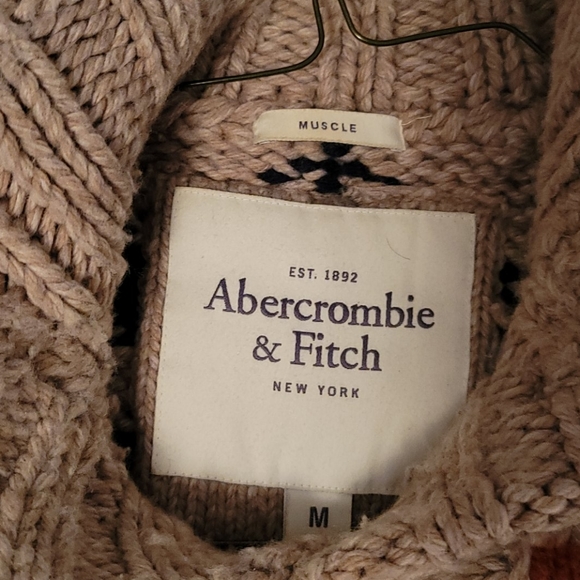 MUSCLE
EST. 1892
Abercrombie
& Fitch
NEW YORK
M